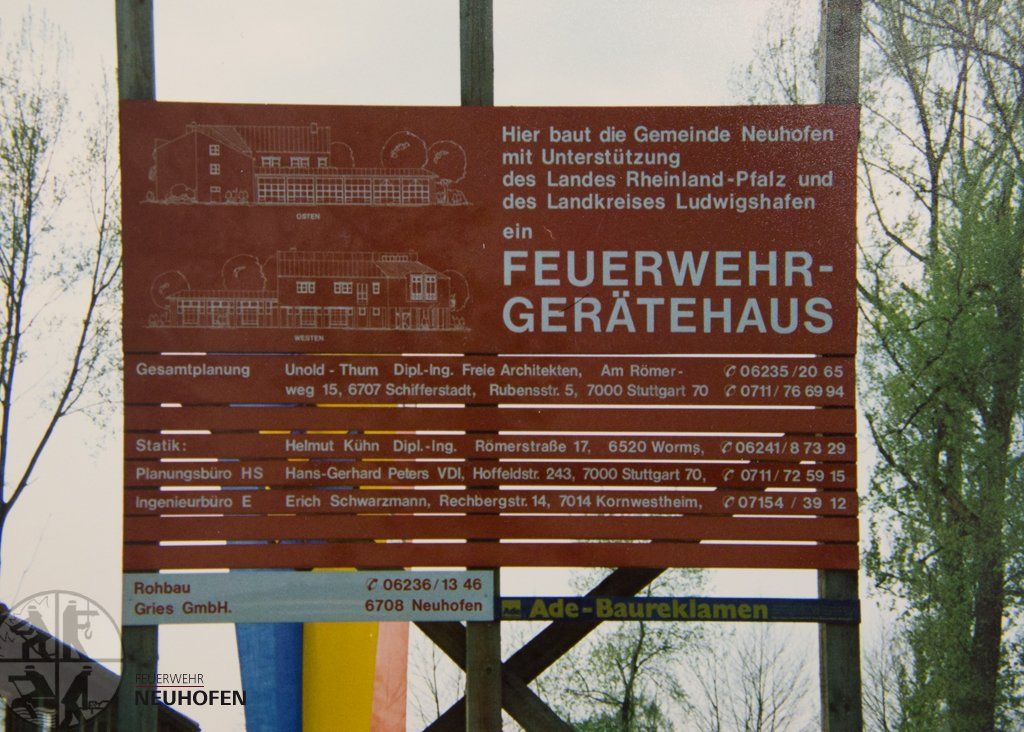 Hier baut die Gemeinde Neuhofen
mit Unterstützung
des Landes Rheinland-Pfalz und
des Landkreises Ludwigshafen
ein
FEUERWEHR-
GERÄTEHAUS
OSTEN
WESTEN
Gesamtplanung Unold - Thum Dipl.-Ing. Freie Architekten, Am Römer- ✆ 06235/20 65
weg 15, 6707 Schifferstadt, Rubensstr. 5, 7000 Stuttgart 70 ✆ 0711/76 69 94
Statik: Helmut Kühn Dipl.-Ing. Römerstraße 17, 6520 Worms, ✆ 06241/8 73 29
Planungsbüro HS Hans-Gerhard Peters VDI, Hoffeldstr. 243, 7000 Stuttgart 70, ✆ 0711/72 59 15
Ingenieurbüro E Erich Schwarzmann, Rechbergstr. 14, 7014 Kornwestheim, ✆ 07154 / 39 12
Rohbau ✆ 06236/13 46
Gries GmbH. 6708 Neuhofen
Ade-Baureklamen
FEUERWEHR
NEUHOFEN